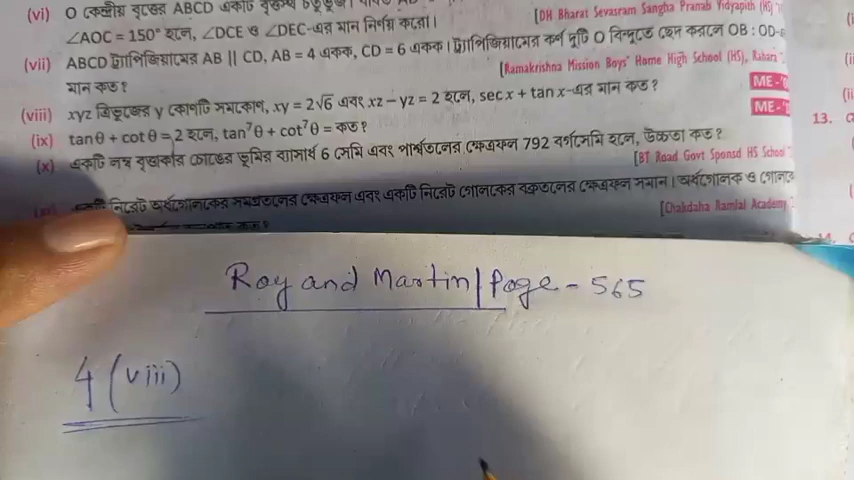 (vi) O কেন্দ্রীয় বৃত্তের ABCD একটি বৃত্তস্থ চতুর্ভুজ।
∠AOC = 150° হলে, ∠DCE ও ∠DEC-এর মান নির্ণয় করো। [DH Bharat Sevasram Sangha Pranab Vidyapith (HS)
(vii) ABCD ট্রাপিজিয়ামের AB || CD, AB = 4 একক, CD = 6 একক। ট্রাপিজিয়ামের কর্ণ দুটি O বিন্দুতে ছেদ করলে OB : OD-
মান কত? [Ramakrishna Mission Boys' Home High School (HS), Rahara
(viii) xyz ত্রিভুজের y কোণটি সমকোণ, xy = 2√6 এবং xz – yz = 2 হলে, sec x + tan x-এর মান কত? ME-'
(ix) tanθ + cotθ = 2 হলে, tan⁷θ + cot⁷θ = কত? ME-'
(x) একটি লম্ব বৃত্তাকার চোঙের ভূমির ব্যাসার্ধ 6 সেমি এবং পার্শ্বতলের ক্ষেত্রফল 792 বর্গসেমি হলে, উচ্চতা কত?
[BT Road Govt Sponsd HS School
একটি নিরেট অর্ধগোলকের সমগ্রতলের ক্ষেত্রফল এবং একটি নিরেট গোলকের বক্রতলের ক্ষেত্রফল সমান। অর্ধগোলক ও গোলকে
[Chakdaha Ramlal Academy
13.
Ray and Martin | Page - 565
4 (viii)